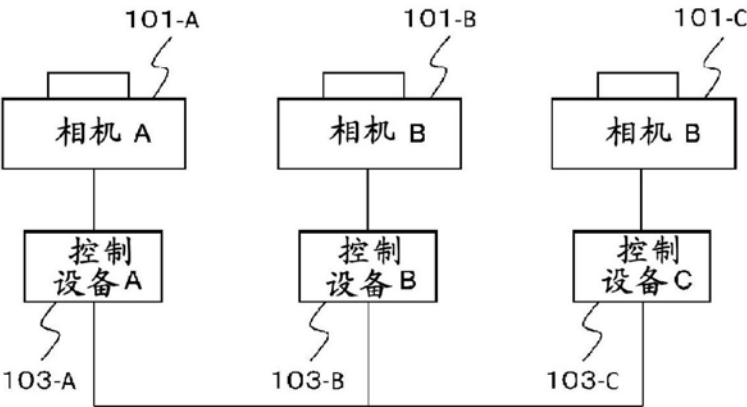 101-A 101-B 101-C
相机 A 相机 B 相机 B
控制 控制 控制
设备 A 设备 B 设备 C
103-A 103-B 103-C